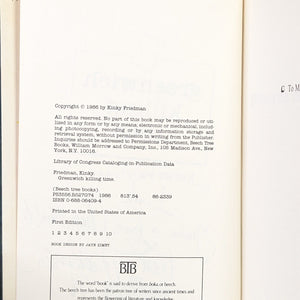 Copyright © 1986 by Kinky Friedman
All rights reserved. No part of this book may be reproduced or uti-
lized in any form or by any means, electronic or mechanical, includ-
ing photocopying, recording or by any information storage and
retrieval system, without permission in writing from the Publisher.
Inquiries should be addressed to Permissions Department, Beech Tree
Books, William Morrow and Company, Inc., 105 Madison Ave., New
York, N.Y. 10016.
Library of Congress Cataloging in Publication Data
Friedman, Kinky.
Greenwich killing time.
(Beech tree books)
PS3556.R527G74 1986 813'.54 86-2339
ISBN 0-688-06409-4
Printed in the United States of America
First Edition
1 2 3 4 5 6 7 8 9 10
BOOK DESIGN BY JAYE ZIMET
BTB
The word 'book' is said to derive from boka, or beech.
The beech tree has been the patron tree of writers since ancient times and
represents the flowering of literature and knowledge.
To M